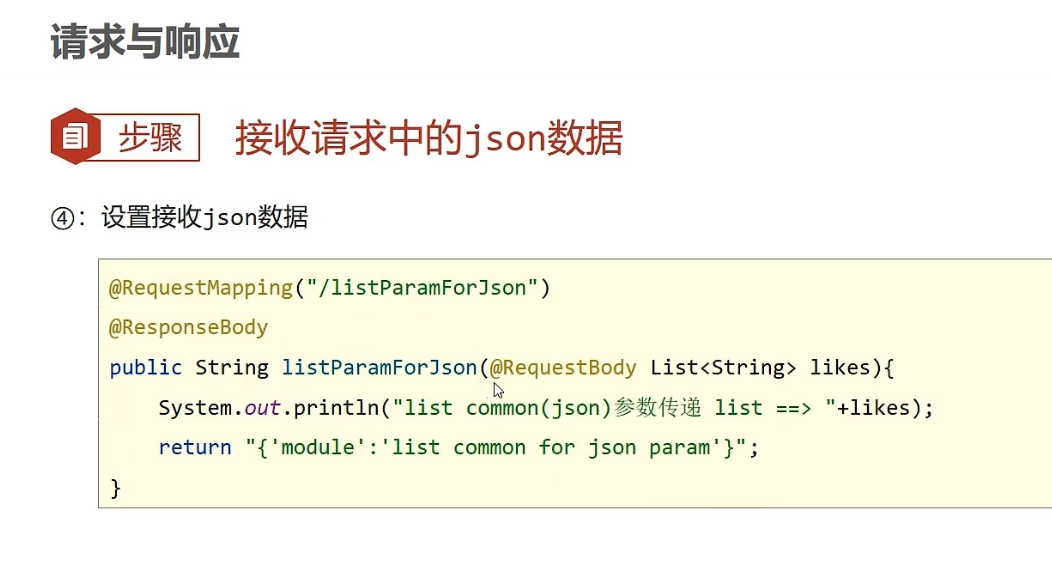 请求与响应
步骤 接收请求中的json数据
④：设置接收json数据
@RequestMapping("/listParamForJson")
@ResponseBody
public String listParamForJson(@RequestBody List<String> likes){
    System.out.println("list common(json)参数传递 list ==> "+likes);
    return "{'module':'list common for json param'}";
}